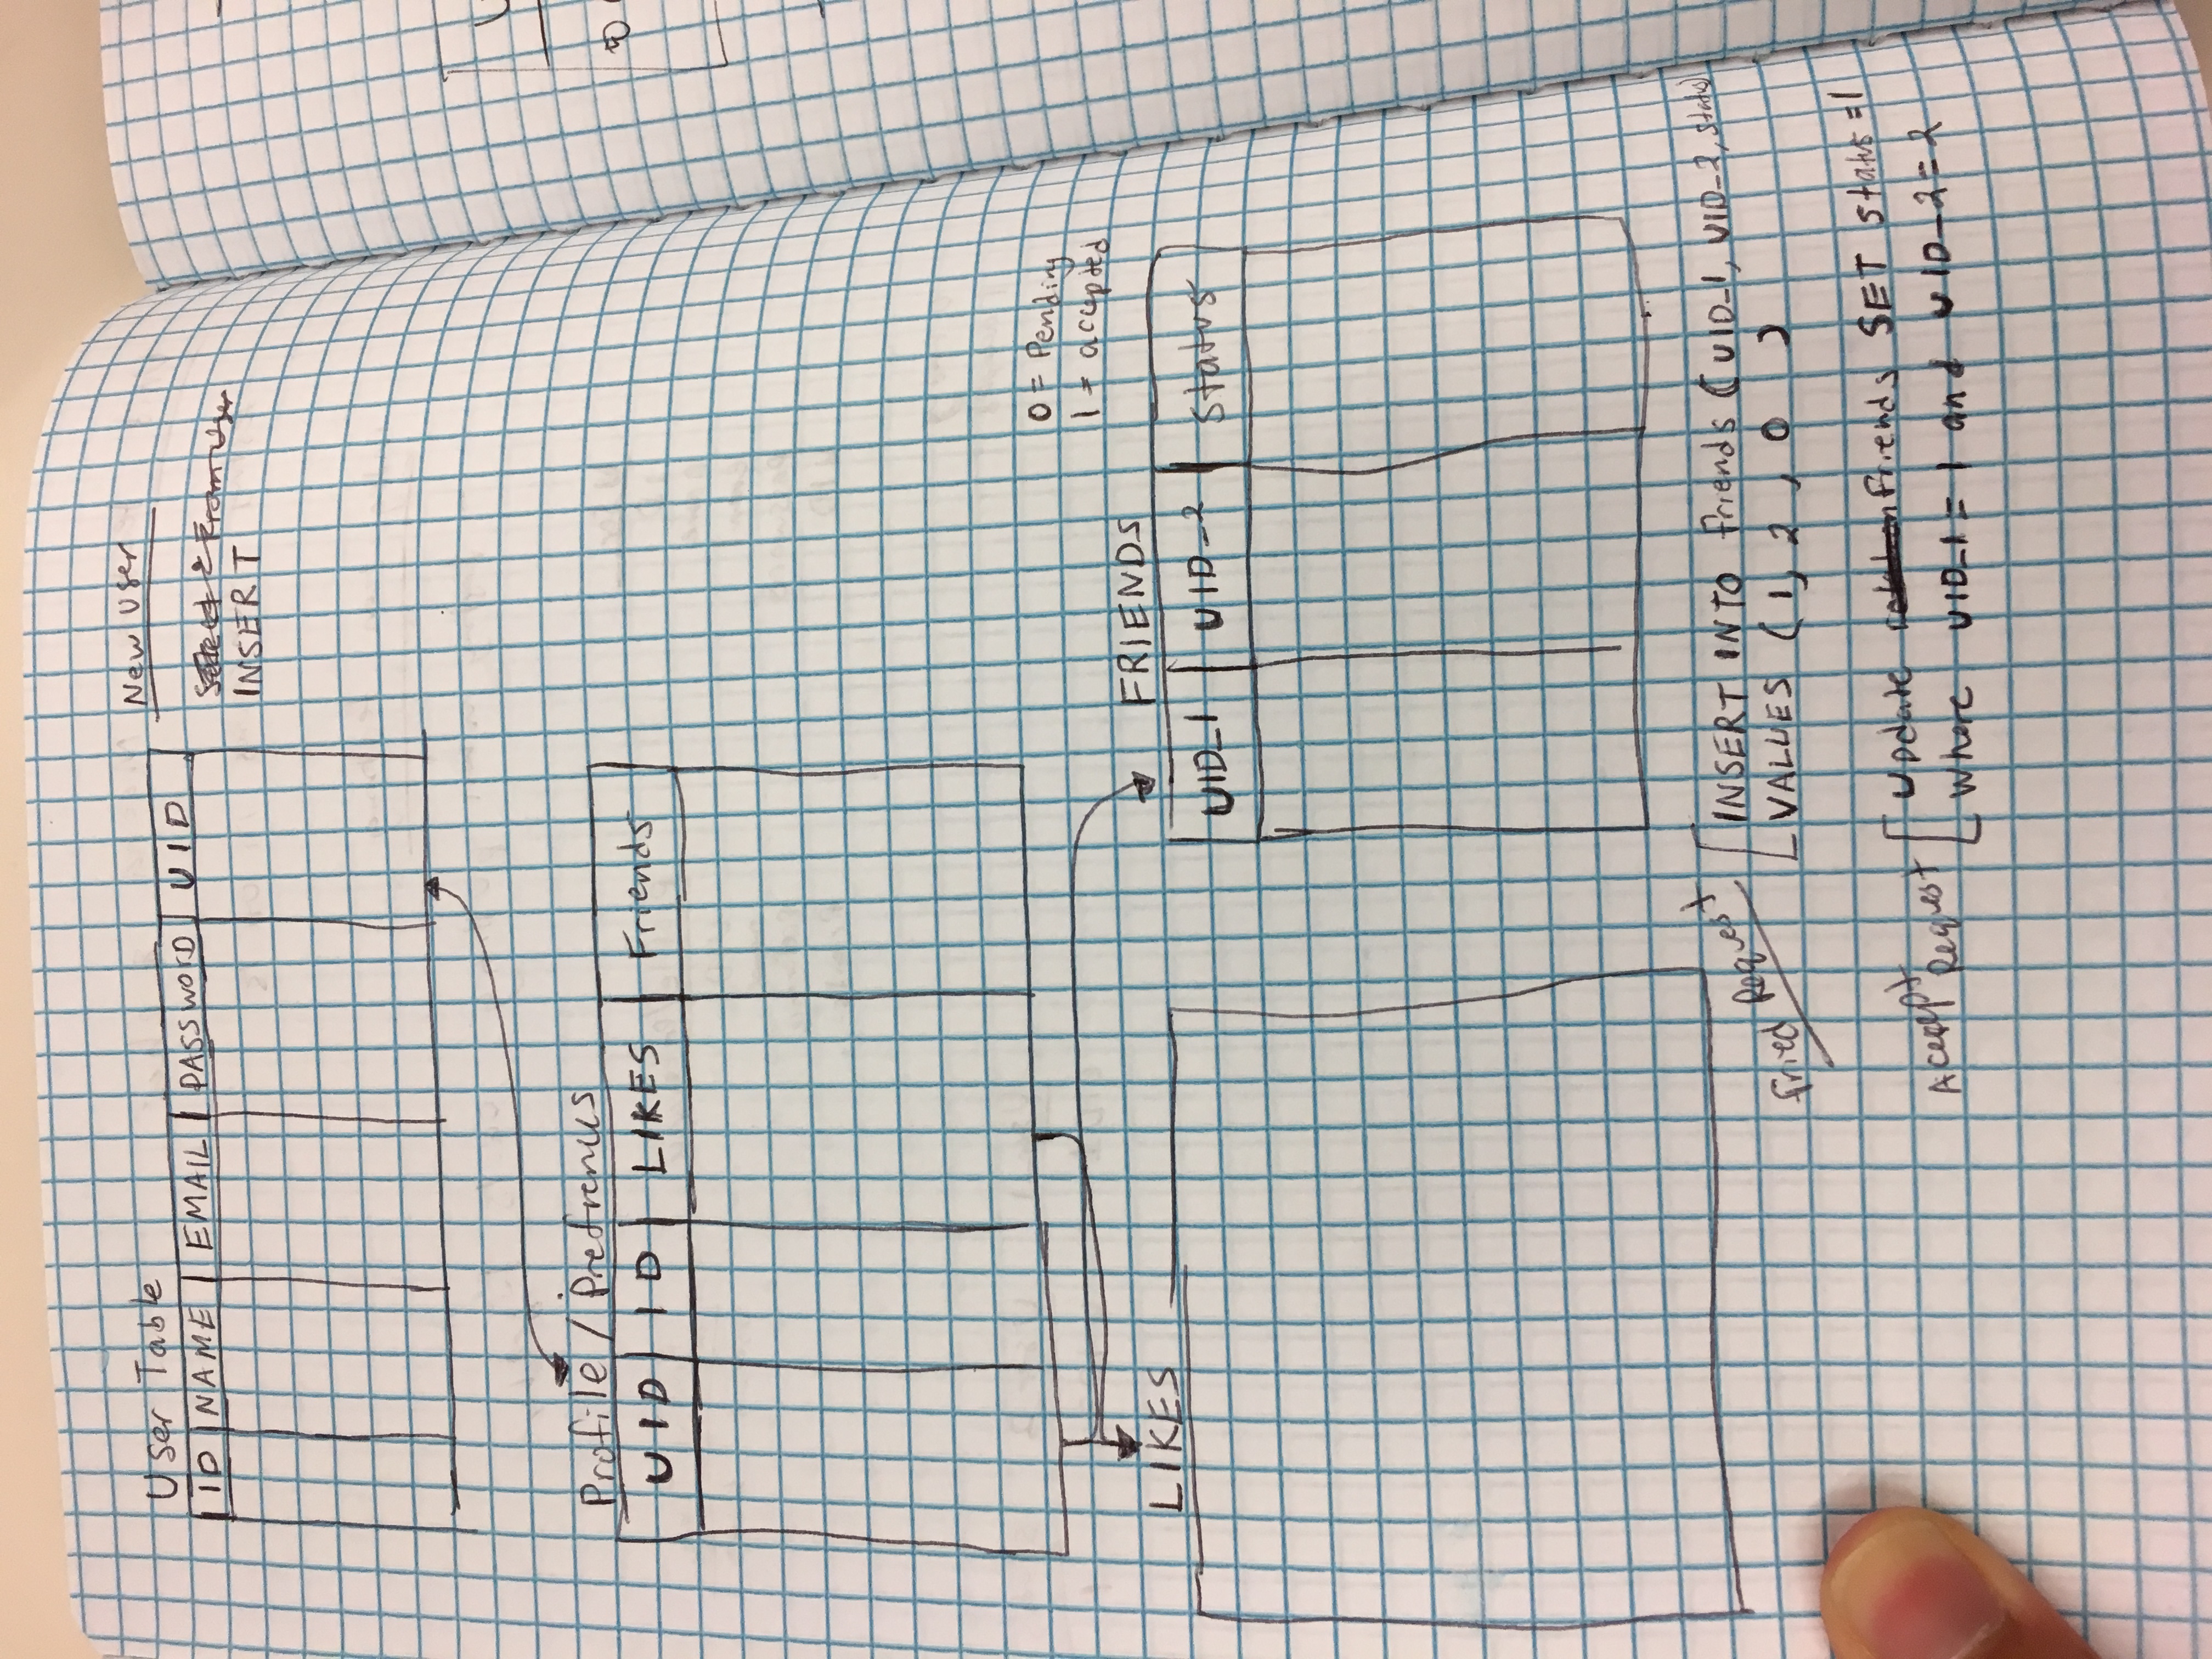 User Table
ID NAME EMAIL PASSWORD UID
New User
Select * From User
INSERT
Profile / Prefrences
UID ID LIKES Friends
0 = Pending
1 = accepted
LIKES
FRIENDS
UID_1 UID_2 Status
Fried Request
INSERT INTO friends (UID_1, UID_2, status)
VALUES (1, 2, 0 )
Accept
Request
Update friends SET status=1
Where UID_1 = 1 and UID_2 = 2